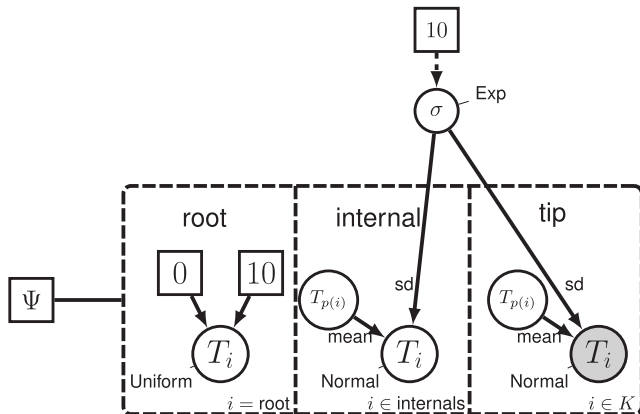 10
σ
Exp
root
internal
tip
0
10
sd
sd
Ψ
T_{p(i)}
T_{p(i)}
mean
mean
T_i
T_i
T_i
Uniform
Normal
Normal
i = root
i ∈ internals
i ∈ K